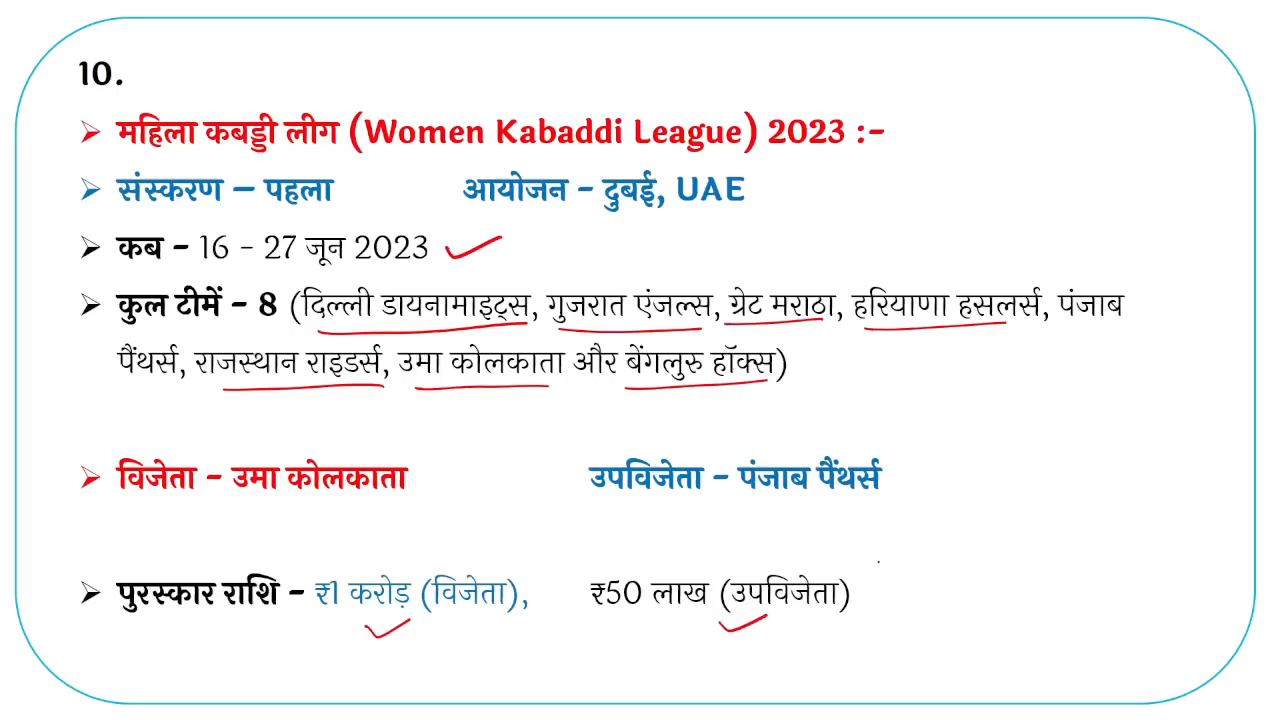 10.
➢ महिला कबड्डी लीग (Women Kabaddi League) 2023 :-
➢ संस्करण – पहला आयोजन - दुबई, UAE
➢ कब - 16 - 27 जून 2023
➢ कुल टीमें - 8 (दिल्ली डायनामाइट्स, गुजरात एंजल्स, ग्रेट मराठा, हरियाणा हसलर्स, पंजाब
पैंथर्स, राजस्थान राइडर्स, उमा कोलकाता और बेंगलुरु हॉक्स)
➢ विजेता - उमा कोलकाता उपविजेता - पंजाब पैंथर्स
➢ पुरस्कार राशि - ₹1 करोड़ (विजेता), ₹50 लाख (उपविजेता)